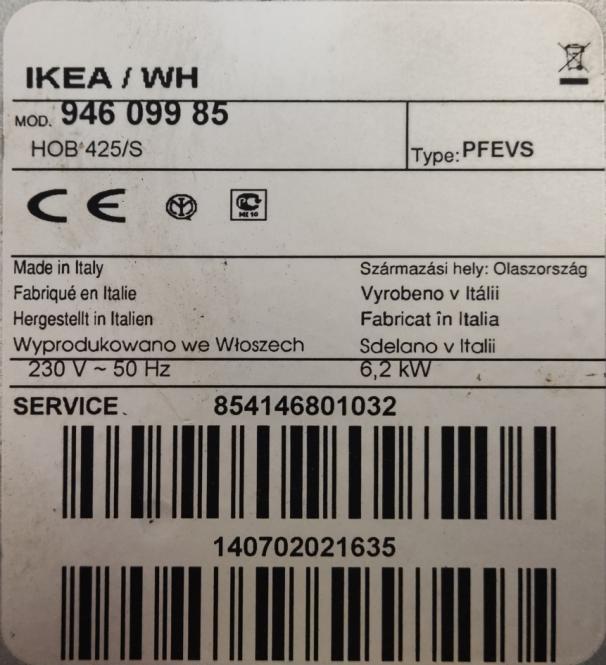 IKEA / WH
MOD. 946 099 85
HOB 425/S
Type: PFEVS
CE
Made in Italy
Fabriqué en Italie
Hergestellt in Italien
Wyprodukowano we Włoszech
Származási hely: Olaszország
Vyrobeno v Itálii
Fabricat în Italia
Sdelano v Italii
230 V ~ 50 Hz 6,2 kW
SERVICE 854146801032
140702021635